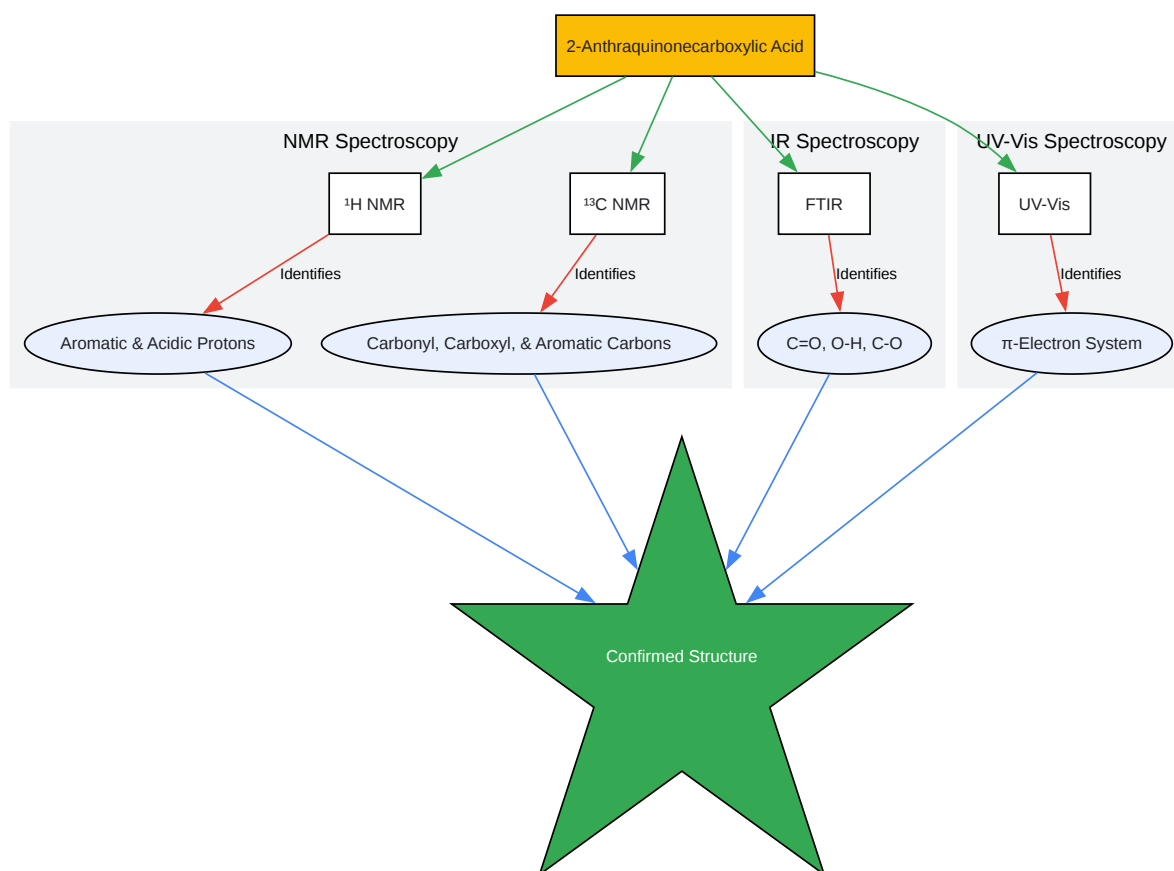 2-Anthraquinonecarboxylic Acid
NMR Spectroscopy
IR Spectroscopy
UV-Vis Spectroscopy
¹H NMR
¹³C NMR
FTIR
UV-Vis
Identifies
Identifies
Identifies
Identifies
Aromatic & Acidic Protons
Carbonyl, Carboxyl, & Aromatic Carbons
C=O, O-H, C-O
π-Electron System
Confirmed Structure